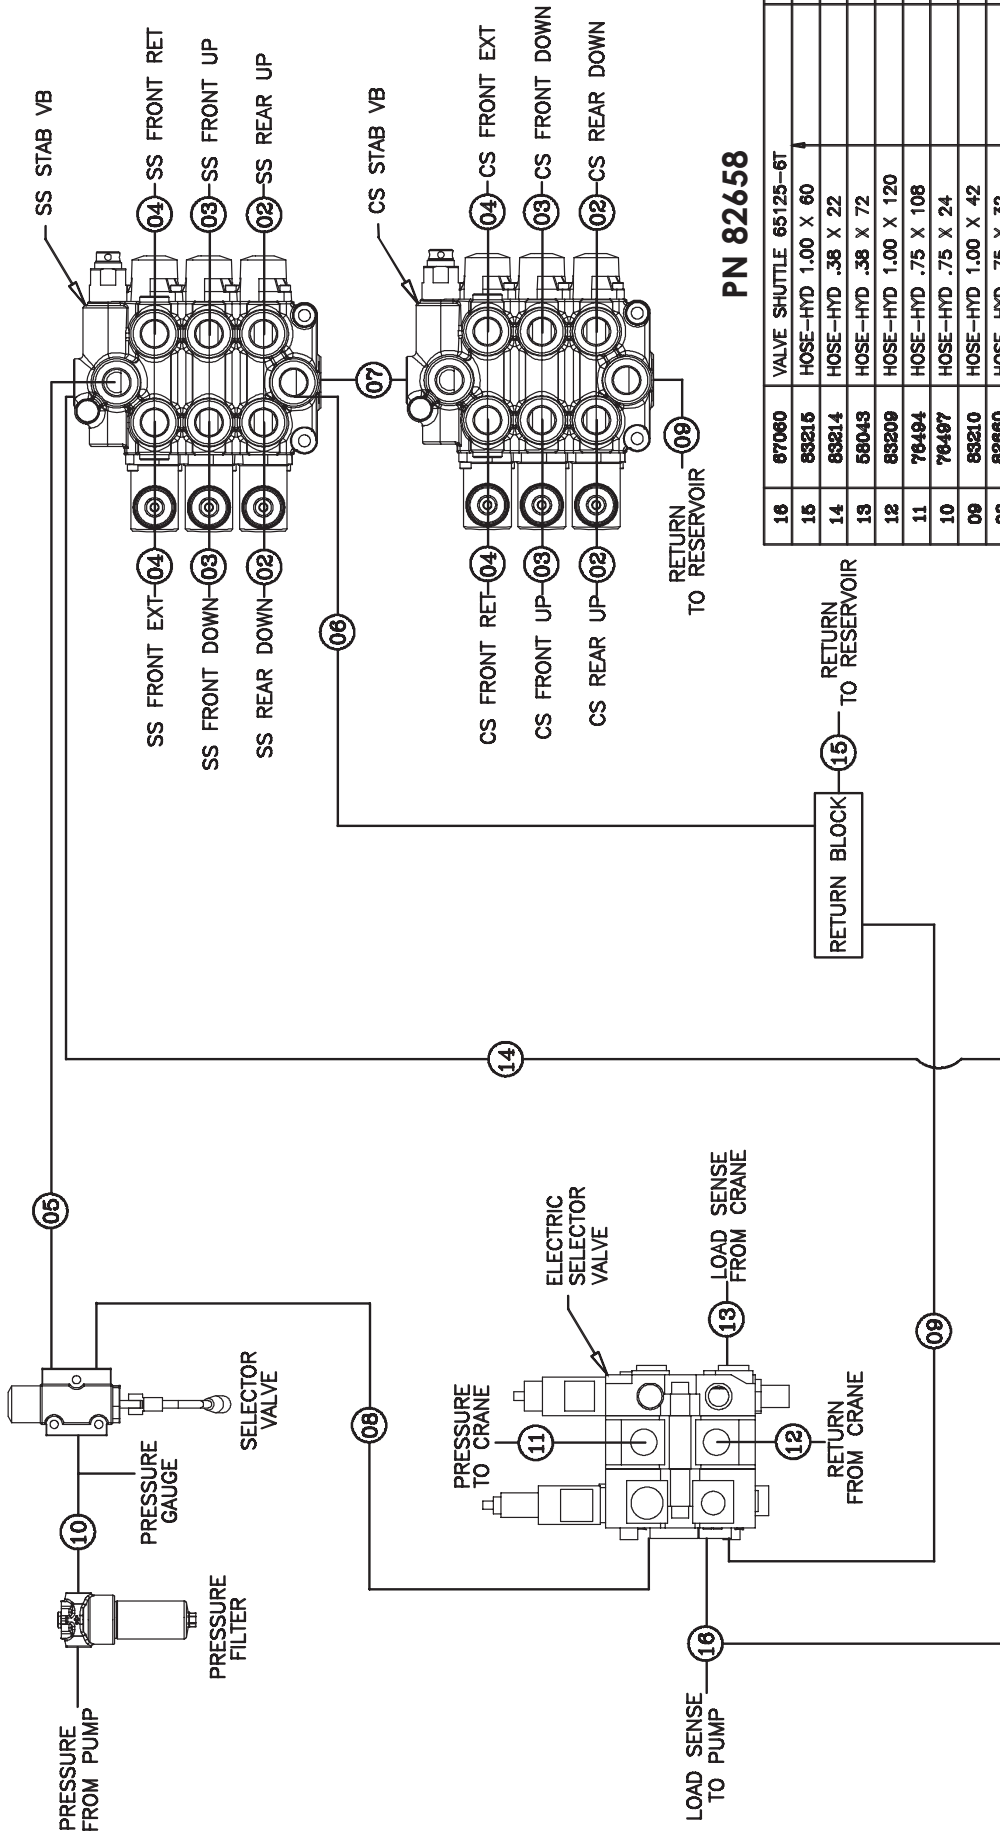 PRESSURE
FROM PUMP
10
PRESSURE
FILTER
PRESSURE
GAUGE
SELECTOR
VALVE
05
08
14
SS STAB VB
SS FRONT EXT
04
04
SS FRONT RET
SS FRONT DOWN
03
03
SS FRONT UP
SS REAR DOWN
02
02
SS REAR UP
06
07
CS STAB VB
CS FRONT RET
04
04
CS FRONT EXT
CS FRONT UP
03
03
CS FRONT DOWN
CS REAR UP
02
02
CS REAR DOWN
RETURN
TO RESERVOIR
09
LOAD SENSE
TO PUMP
16
PRESSURE
TO CRANE
11
ELECTRIC
SELECTOR
VALVE
12
RETURN
FROM CRANE
13
LOAD SENSE
FROM CRANE
09
RETURN BLOCK
15
RETURN
TO RESERVOIR
PN 82658
16 67060 VALVE SHUTTLE 65125-6T
15 83215 HOSE-HYD 1.00 X 60
14 83214 HOSE-HYD .38 X 22
13 58043 HOSE-HYD .38 X 72
12 83209 HOSE-HYD 1.00 X 120
11 76494 HOSE-HYD .75 X 108
10 76497 HOSE-HYD .75 X 24
09 83210 HOSE-HYD 1.00 X 42